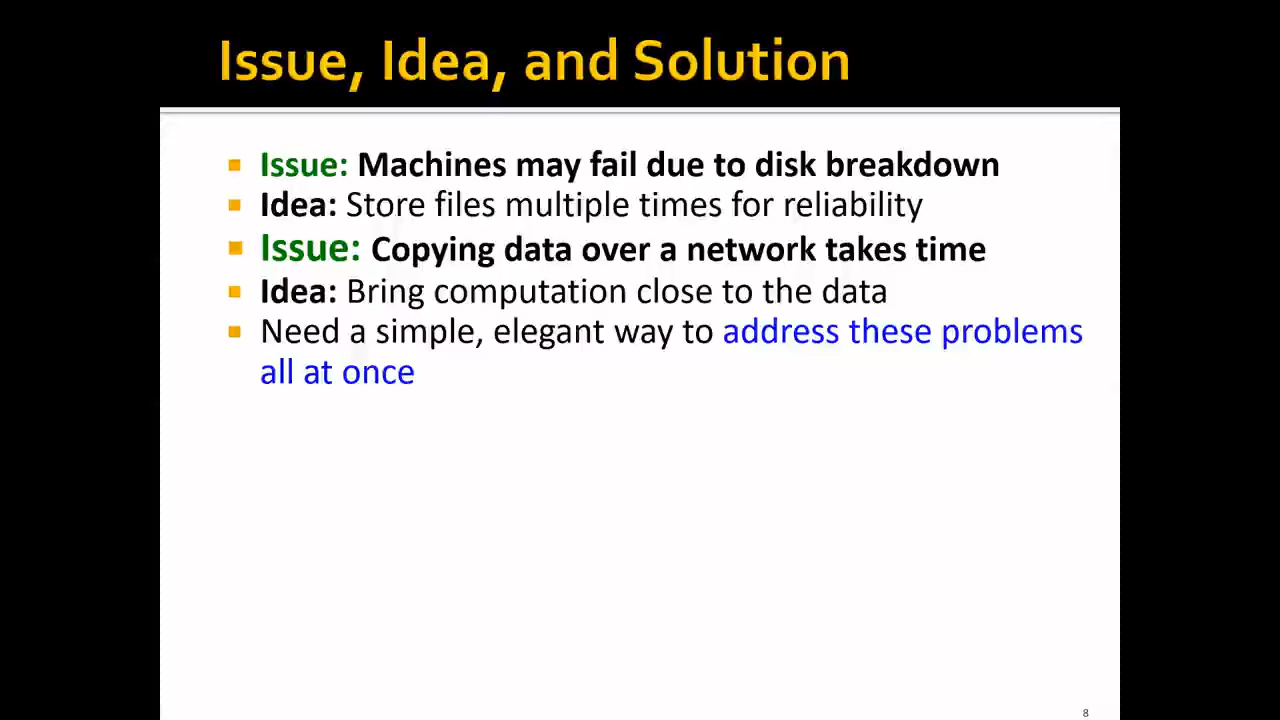 Issue, Idea, and Solution
Issue: Machines may fail due to disk breakdown
Idea: Store files multiple times for reliability
Issue: Copying data over a network takes time
Idea: Bring computation close to the data
Need a simple, elegant way to address these problems
all at once
8